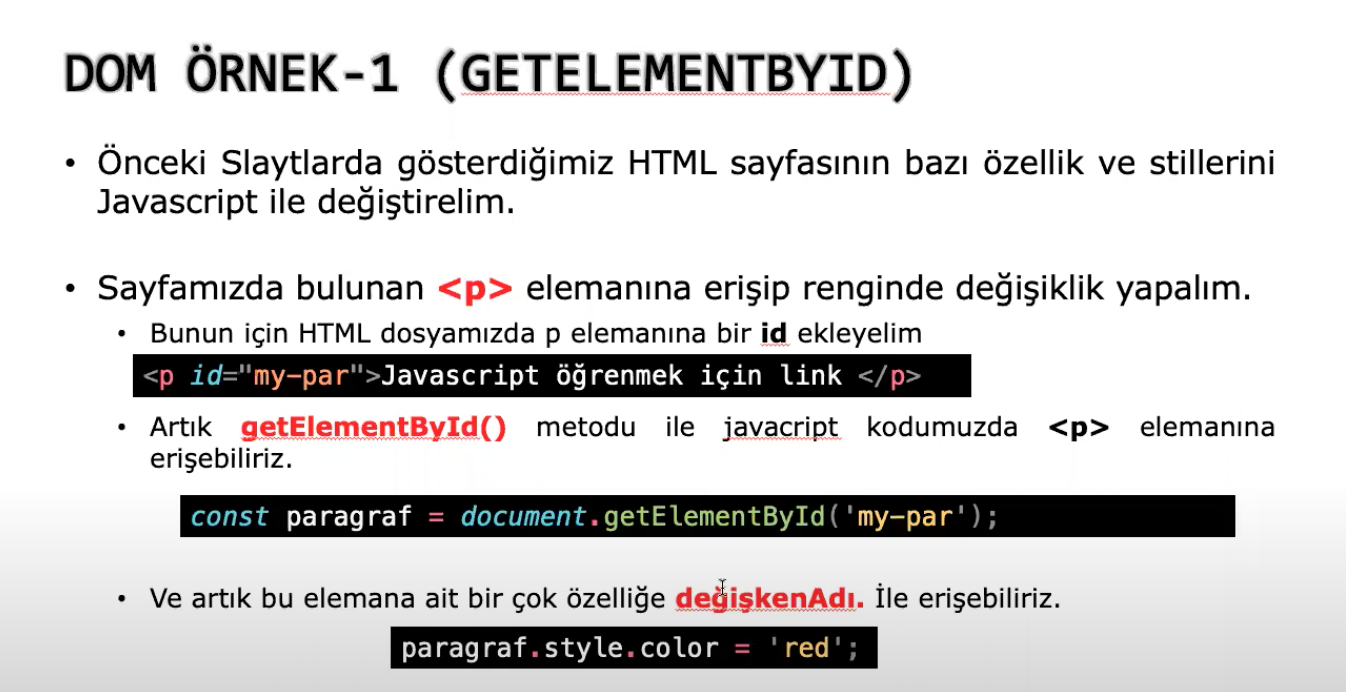 DOM ÖRNEK-1 (GETELEMENTBYID)
• Önceki Slaytlarda gösterdiğimiz HTML sayfasının bazı özellik ve stillerini
Javascript ile değiştirelim.
• Sayfamızda bulunan <p> elemanına erişip renginde değişiklik yapalım.
• Bunun için HTML dosyamızda p elemanına bir id ekleyelim
<p id="my-par">Javascript öğrenmek için link </p>
• Artık getElementById() metodu ile javacript kodumuzda <p> elemanına
erişebiliriz.
const paragraf = document.getElementById('my-par');
• Ve artık bu elemana ait bir çok özelliğe değişkenAdı. İle erişebiliriz.
paragraf.style.color = 'red';